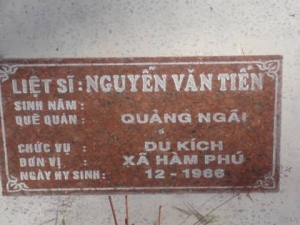 LIỆT SĨ : NGUYỄN VĂN TIẾN
SINH NĂM :
QUÊ QUÁN : QUẢNG NGÃI
CHỨC VỤ : DU KÍCH
ĐƠN VỊ : XÃ HÀM PHÚ
NGÀY HY SINH : 12 - 1966